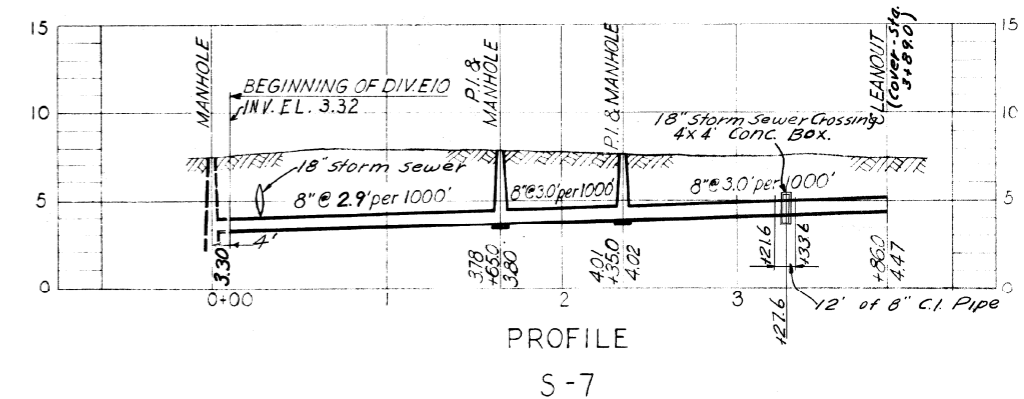 15
10
5
0
MANHOLE
BEGINNING OF DIV. E10
INV. EL. 3.32
P.I. &
MANHOLE
P.I. & MANHOLE
CLEANOUT
(Cover-Sta.
3+89.0)
15
10
5
0
18" Storm Sewer Crossing
4'x4' Conc. Box.
18" Storm sewer
8" @ 2.9' per 1000'
8" @ 3.0' per 1000'
8" @ 3.0' per 1000'
4'
3.30
3.78
+65.0
3.80
4.01
+35.0
4.02
+21.6
+33.6
+27.6
+86.0
4.47
0+00
1
2
3
12' of 8" C.I. Pipe
PROFILE
S-7